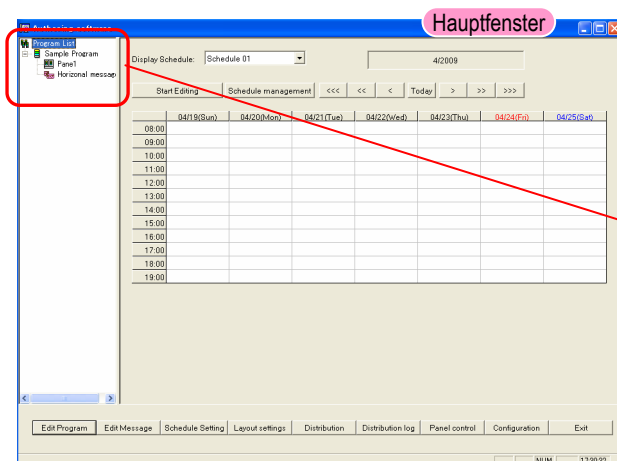 Hauptfenster
Authoring software
Program List
Sample Program
Panel1
Horizonal messag
Display Schedule: Schedule 01 4/2009
Start Editing Schedule management <<< << < Today > >> >>>
04/19(Sun) 04/20(Mon) 04/21(Tue) 04/22(Wed) 04/23(Thu) 04/24(Fri) 04/25(Sat)
08:00
09:00
10:00
11:00
12:00
13:00
14:00
15:00
16:00
17:00
18:00
19:00
Edit Program Edit Message Schedule Setting Layout settings Distribution Distribution log Panel control Configuration Exit
NUM